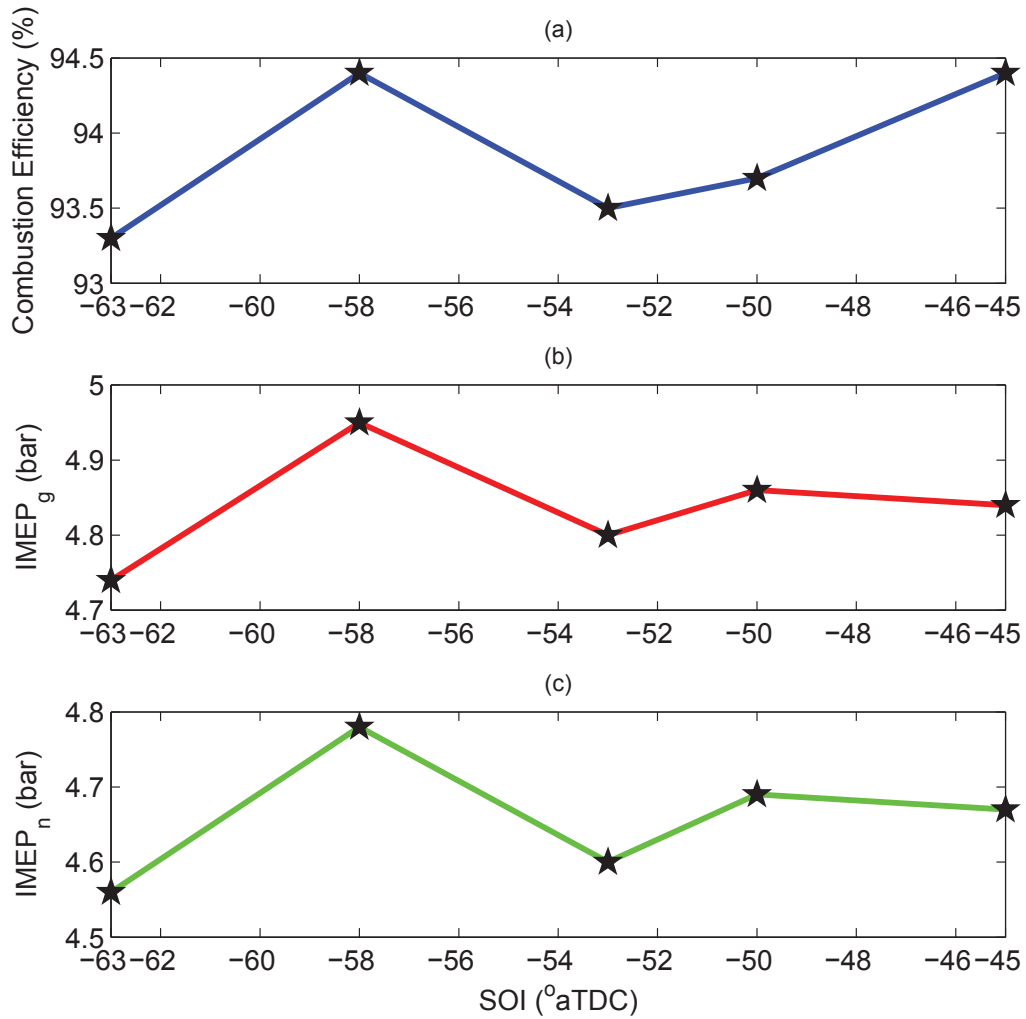 (a)
Combustion Efficiency (%)
94.5
94
93.5
93
−63 −62 −60 −58 −56 −54 −52 −50 −48 −46 −45
(b)
IMEP_g (bar)
5
4.9
4.8
4.7
−63 −62 −60 −58 −56 −54 −52 −50 −48 −46 −45
(c)
IMEP_n (bar)
4.8
4.7
4.6
4.5
−63 −62 −60 −58 −56 −54 −52 −50 −48 −46 −45
SOI (°aTDC)